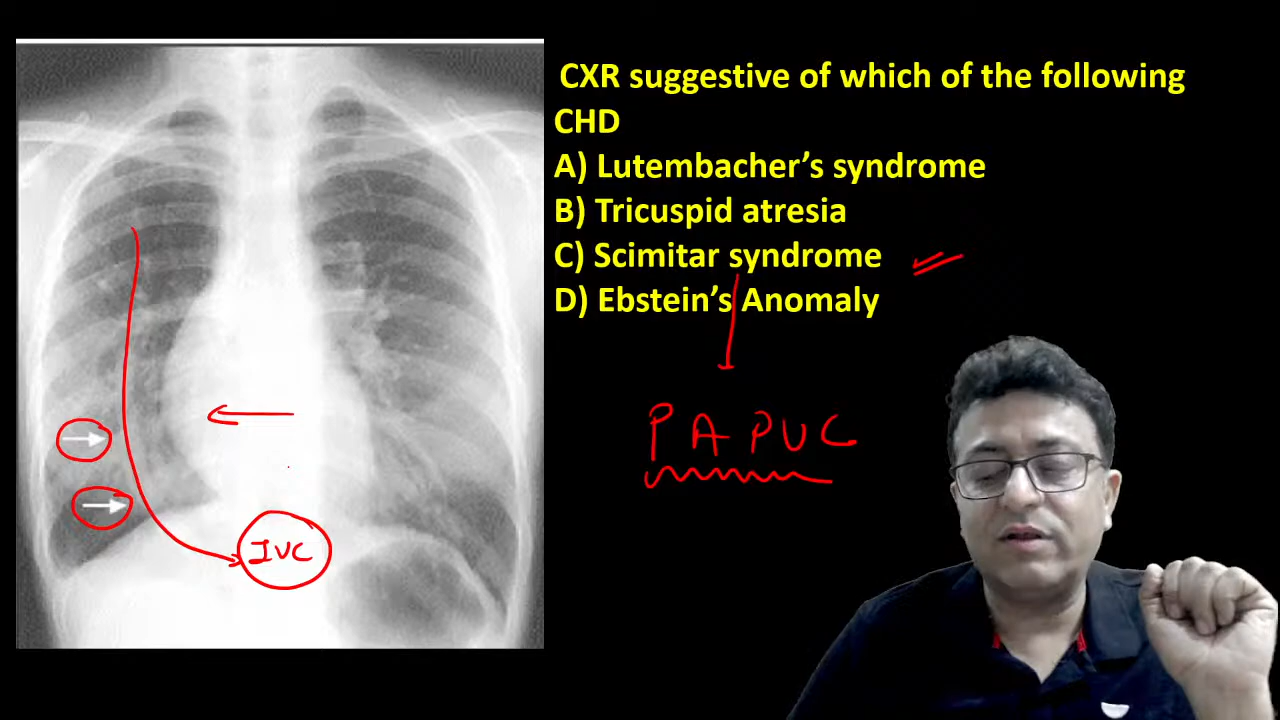 CXR suggestive of which of the following
CHD
A) Lutembacher’s syndrome
B) Tricuspid atresia
C) Scimitar syndrome
D) Ebstein’s Anomaly
PAPVC
IVC